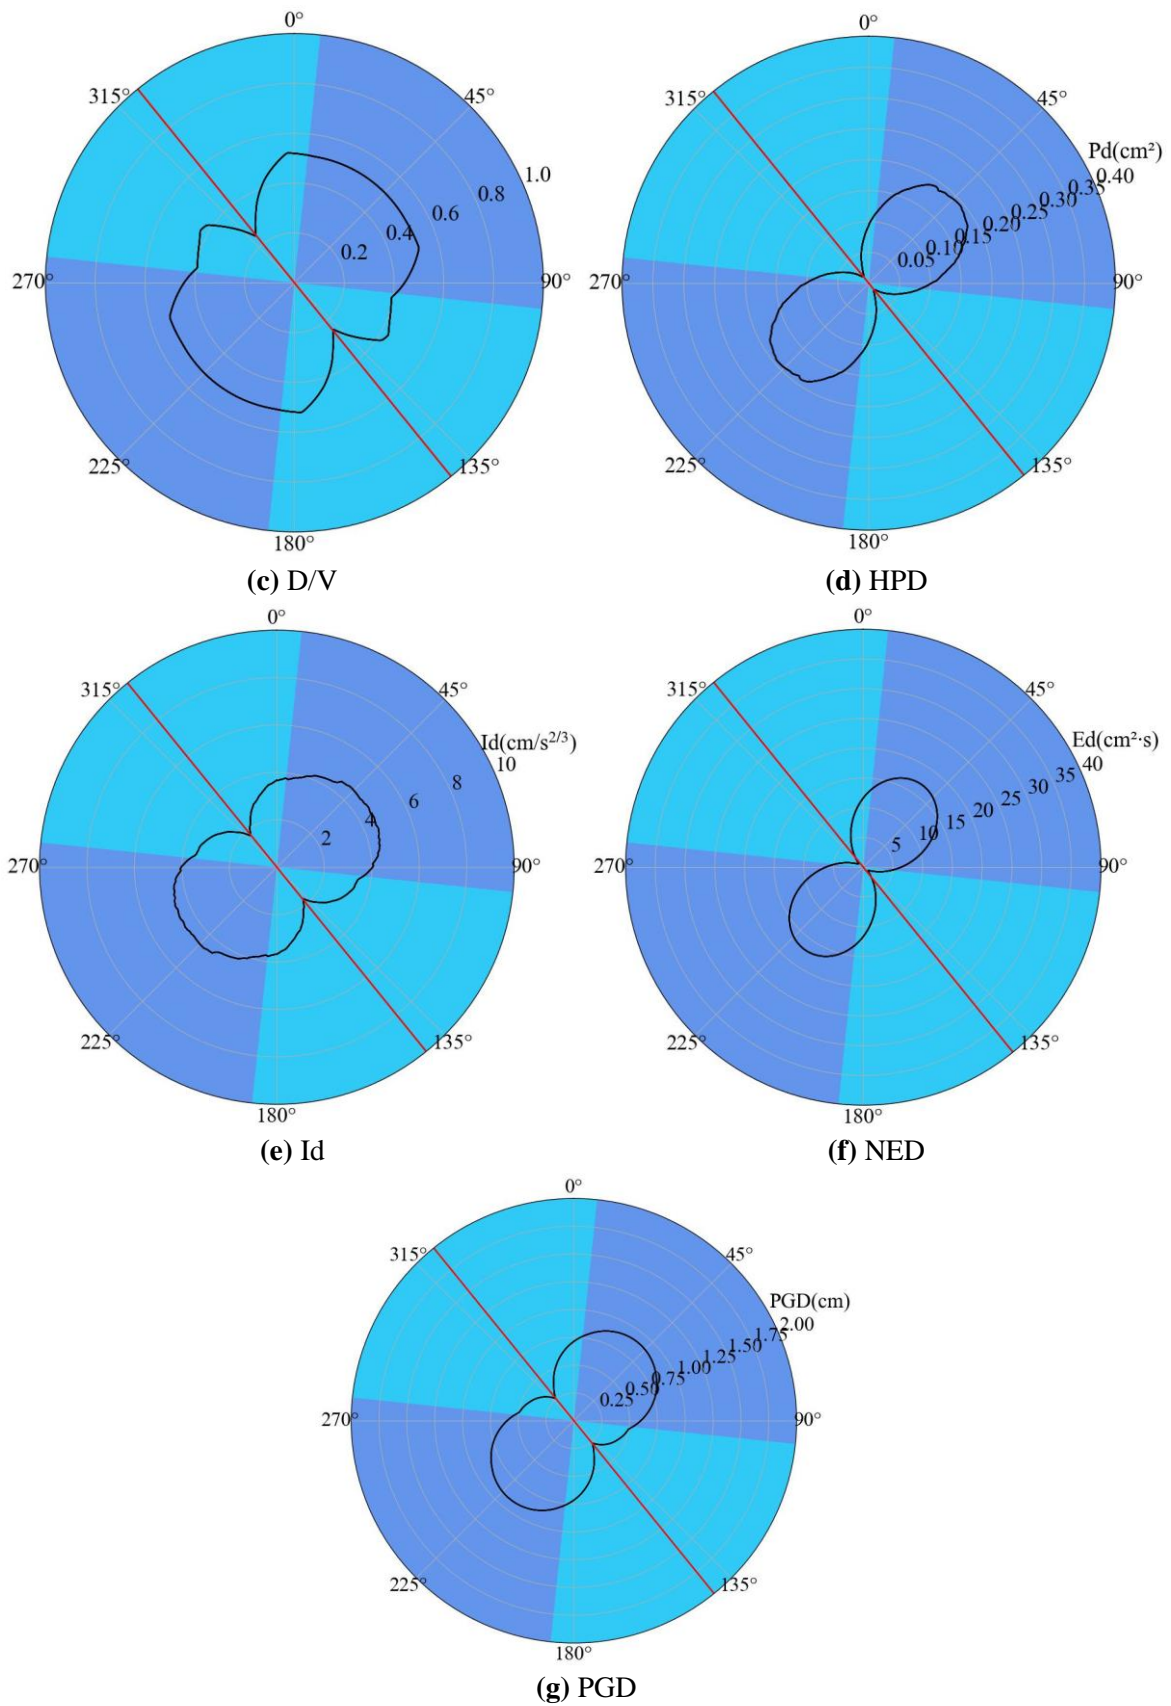 0° 0°
315° 45° 315° 45°
Pd(cm²)
1.0 0.40
0.8 0.35
0.6 0.30
0.4 0.25
0.2 0.20
0.15
0.10
0.05
270° 90° 270° 90°
225° 135° 225° 135°
180° 180°
(c) D/V (d) HPD
0° 0°
315° 45° 315° 45°
Id(cm/s²/³) Ed(cm²·s)
10 40
8 35
6 30
4 25
2 20
15
10
5
270° 90° 270° 90°
225° 135° 225° 135°
180° 180°
(e) Id (f) NED
0°
315° 45°
PGD(cm)
2.00
1.75
1.50
1.25
1.00
0.75
0.50
0.25
270° 90°
225° 135°
180°
(g) PGD